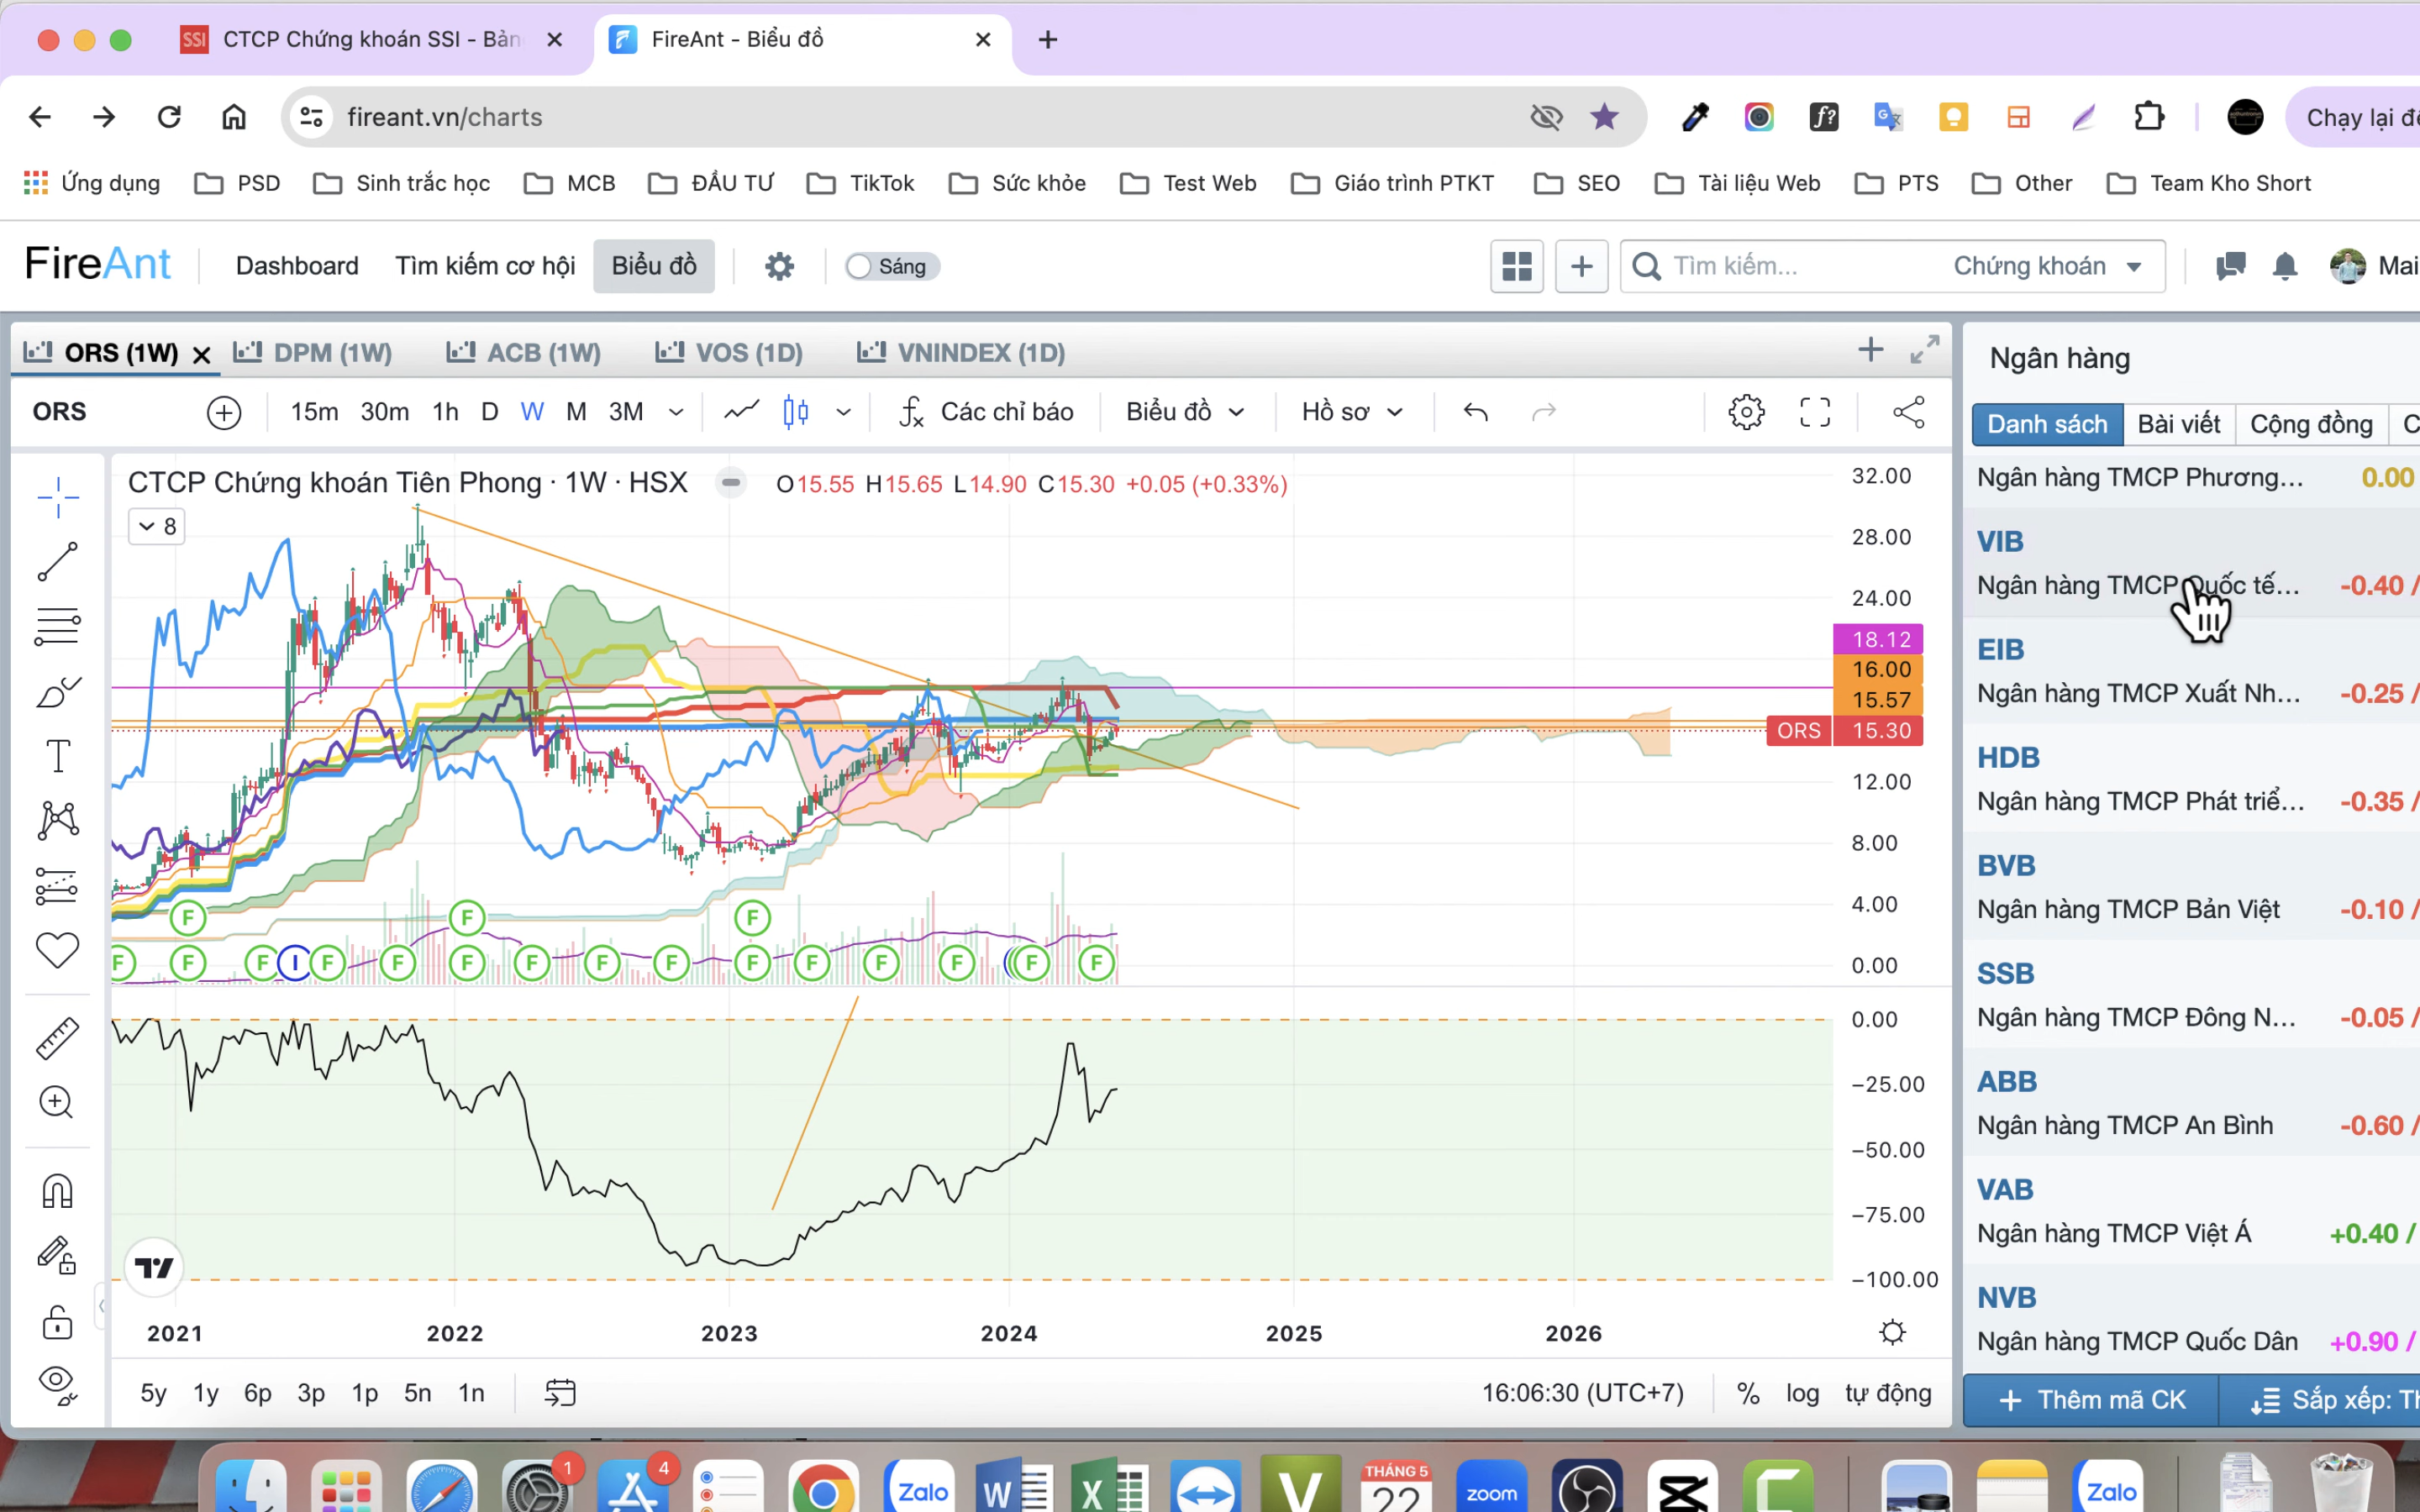 SSI CTCP Chứng khoán SSI - Bản
FireAnt - Biểu đồ
fireant.vn/charts
Chạy lại để
Ứng dụng PSD Sinh trắc học MCB ĐẦU TƯ TikTok Sức khỏe Test Web Giáo trình PTKT SEO Tài liệu Web PTS Other Team Kho Short
FireAnt Dashboard Tìm kiếm cơ hội Biểu đồ Sáng Tìm kiếm... Chứng khoán Mai
ORS (1W) DPM (1W) ACB (1W) VOS (1D) VNINDEX (1D)
ORS 15m 30m 1h D W M 3M Các chỉ báo Biểu đồ Hồ sơ
CTCP Chứng khoán Tiên Phong · 1W · HSX O15.55 H15.65 L14.90 C15.30 +0.05 (+0.33%)
8
32.00
28.00
24.00
18.12
16.00
15.57
ORS 15.30
12.00
8.00
4.00
0.00
F F F
F F F I F F F F F F F F F F F F
0.00
−25.00
−50.00
−75.00
−100.00
2021 2022 2023 2024 2025 2026
5y 1y 6p 3p 1p 5n 1n 16:06:30 (UTC+7) % log tự động
Ngân hàng
Danh sách Bài viết Cộng đồng C
Ngân hàng TMCP Phương... 0.00
VIB
Ngân hàng TMCP Quốc tế... -0.40 /
EIB
Ngân hàng TMCP Xuất Nh... -0.25 /
HDB
Ngân hàng TMCP Phát triể... -0.35 /
BVB
Ngân hàng TMCP Bản Việt -0.10 /
SSB
Ngân hàng TMCP Đông N... -0.05 /
ABB
Ngân hàng TMCP An Bình -0.60 /
VAB
Ngân hàng TMCP Việt Á +0.40 /
NVB
Ngân hàng TMCP Quốc Dân +0.90 /
+ Thêm mã CK Sắp xếp: Th
1 4 Zalo W X V THÁNG 5 22 zoom C Zalo